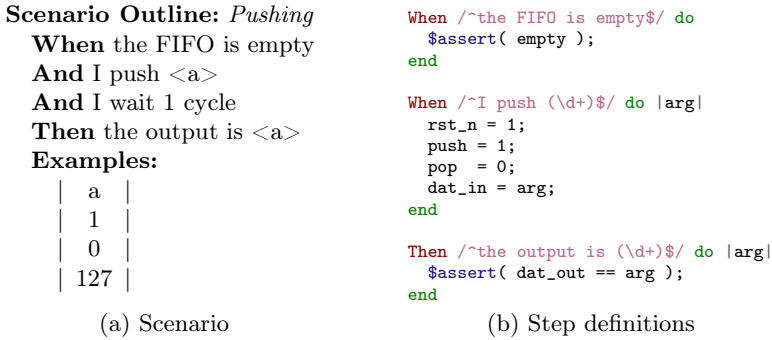 Scenario Outline: Pushing
When the FIFO is empty
And I push <a>
And I wait 1 cycle
Then the output is <a>
Examples:
| a |
| 1 |
| 0 |
| 127 |
(a) Scenario
When /^the FIFO is empty$/ do
  $assert( empty );
end

When /^I push (\d+)$/ do |arg|
  rst_n = 1;
  push = 1;
  pop  = 0;
  dat_in = arg;
end

Then /^the output is (\d+)$/ do |arg|
  $assert( dat_out == arg );
end
(b) Step definitions